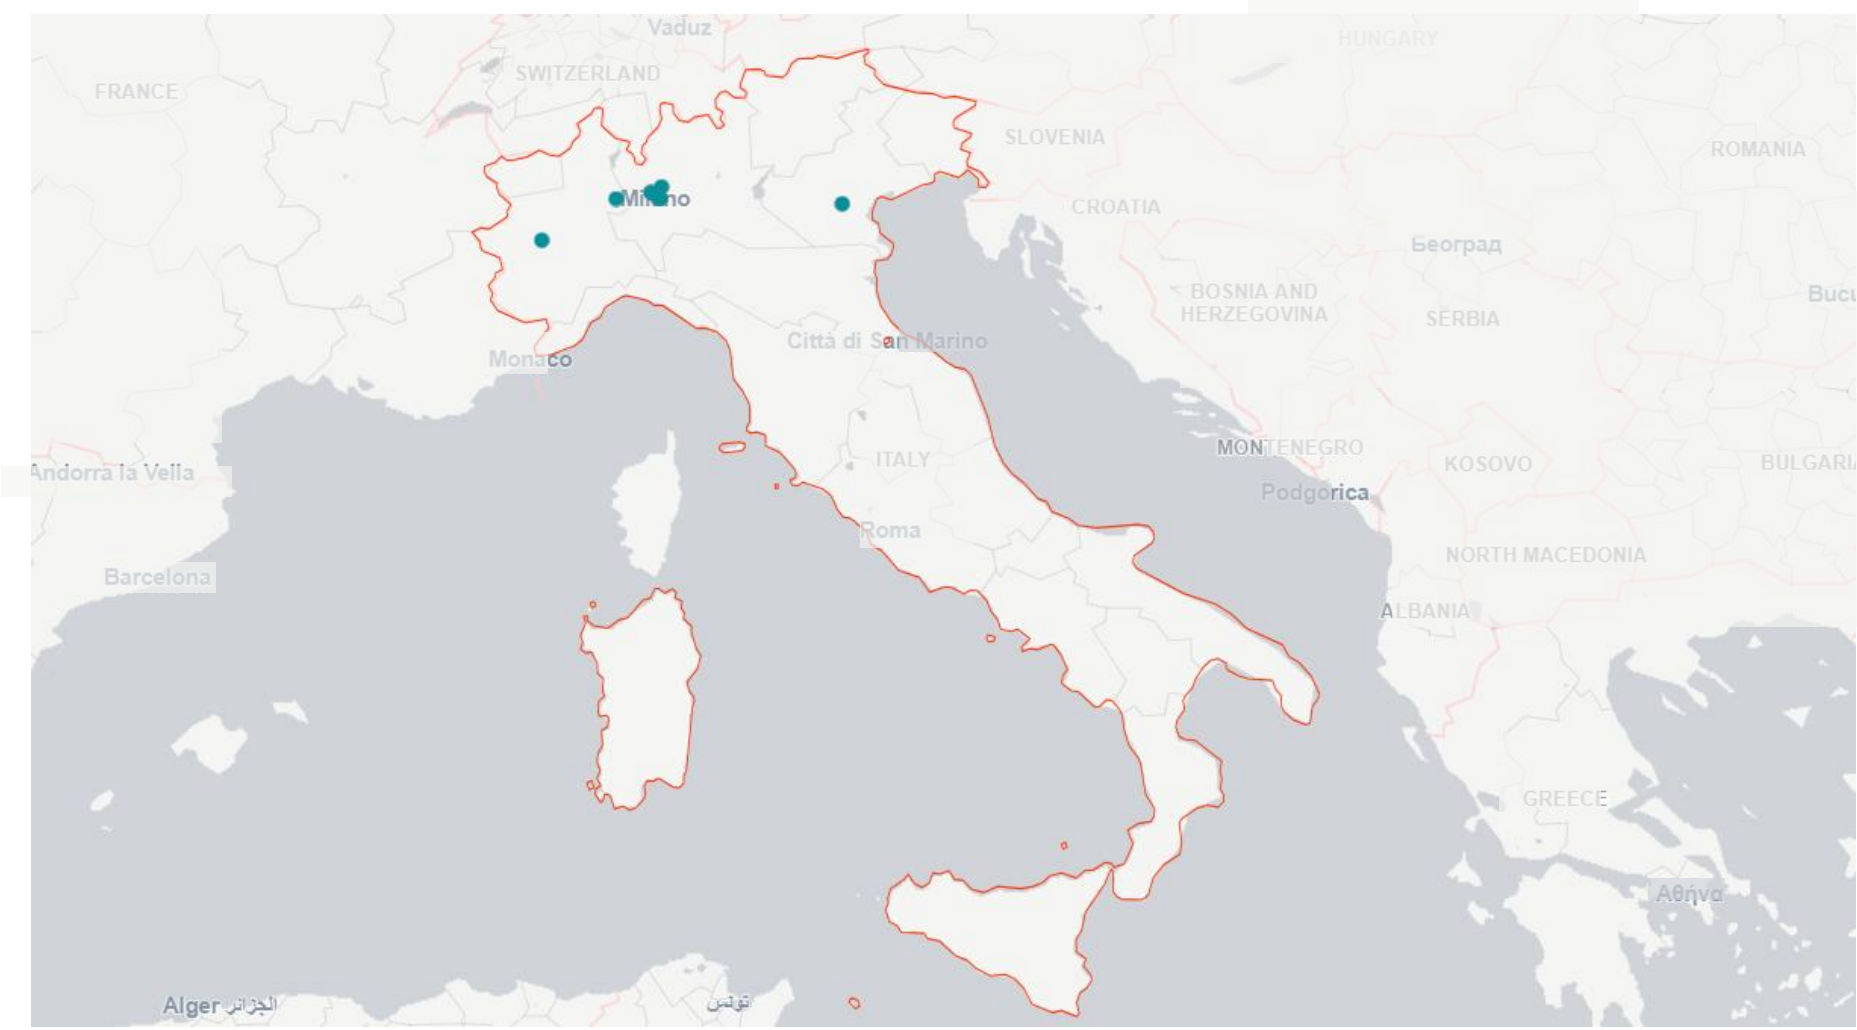 Vaduz
HUNGARY
SWITZERLAND
FRANCE
SLOVENIA
ROMANIA
Milano
CROATIA
Београд
BOSNIA AND
HERZEGOVINA
Bucu
SERBIA
Città di San Marino
Monaco
MONTENEGRO
ITALY
KOSOVO
BULGARIA
Andorra la Vella
Podgorica
Roma
NORTH MACEDONIA
Barcelona
ALBANIA
GREECE
Αθήνα
Alger الجزائر
تونس